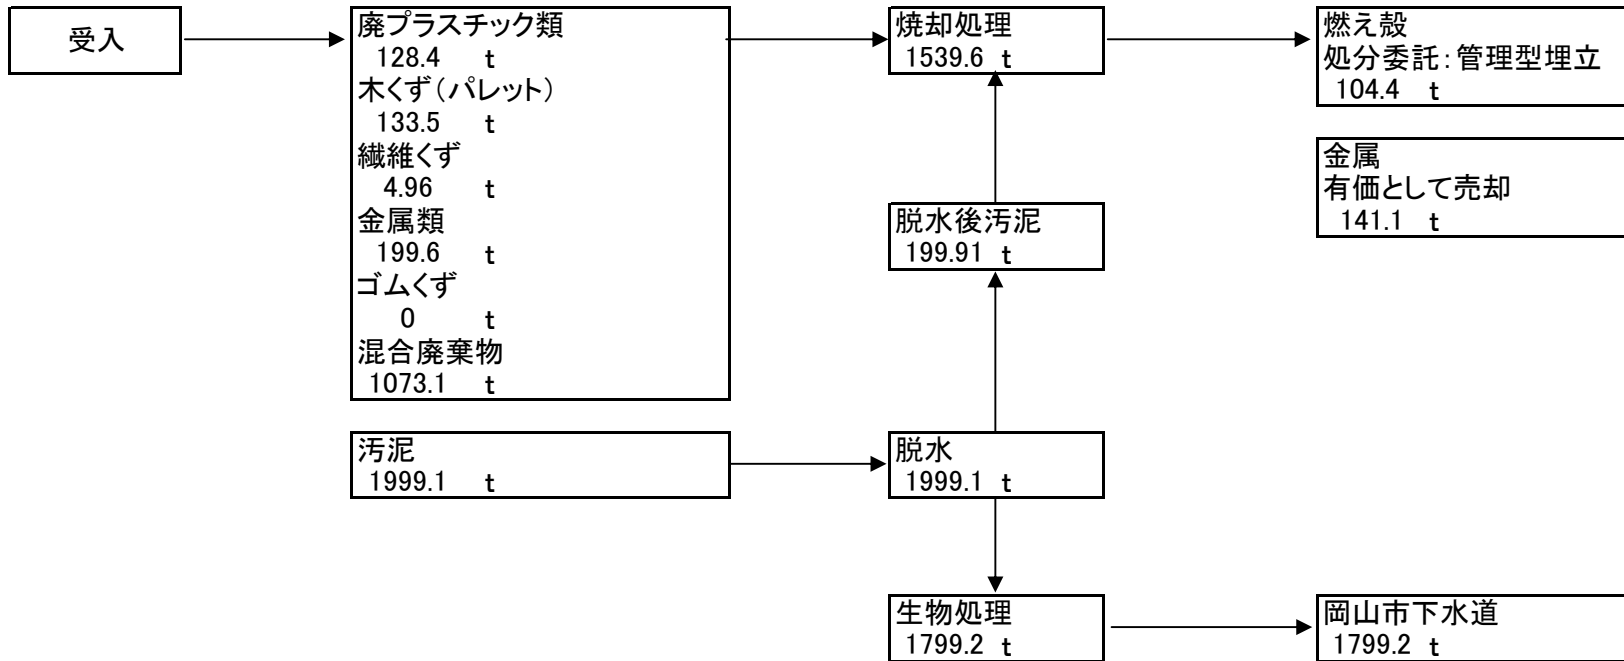 受入
廃プラスチック類
128.4 t
木くず(パレット)
133.5 t
繊維くず
4.96 t
金属類
199.6 t
ゴムくず
0 t
混合廃棄物
1073.1 t
汚泥
1999.1 t
焼却処理
1539.6 t
脱水後汚泥
199.91 t
脱水
1999.1 t
生物処理
1799.2 t
燃え殻
処分委託:管理型埋立
104.4 t
金属
有価として売却
141.1 t
岡山市下水道
1799.2 t